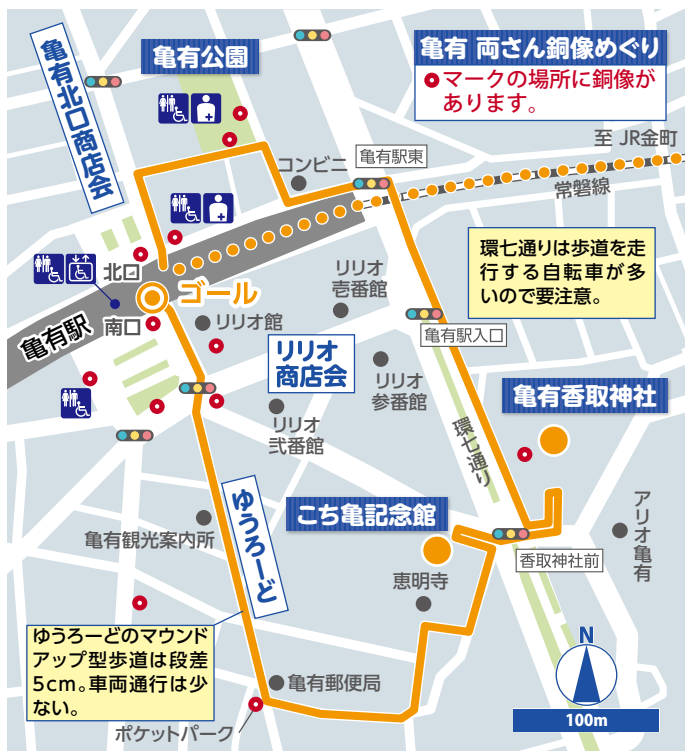 亀有 両さん銅像めぐり
マークの場所に銅像が
あります。
亀有公園
亀有北口商店会
コンビニ
亀有駅東
至 JR金町
常磐線
環七通りは歩道を走
行する自転車が多
いので要注意。
北口
ゴール
亀有駅
南口
リリオ館
リリオ
壱番館
亀有駅入口
リリオ
商店会
リリオ
参番館
リリオ
弐番館
亀有香取神社
環七通り
ゆうろーど
こち亀記念館
亀有観光案内所
香取神社前
アリオ亀有
恵明寺
ゆうろーどのマウンド
アップ型歩道は段差
5cm。車両通行は少
ない。
亀有郵便局
ポケットパーク
N
100m